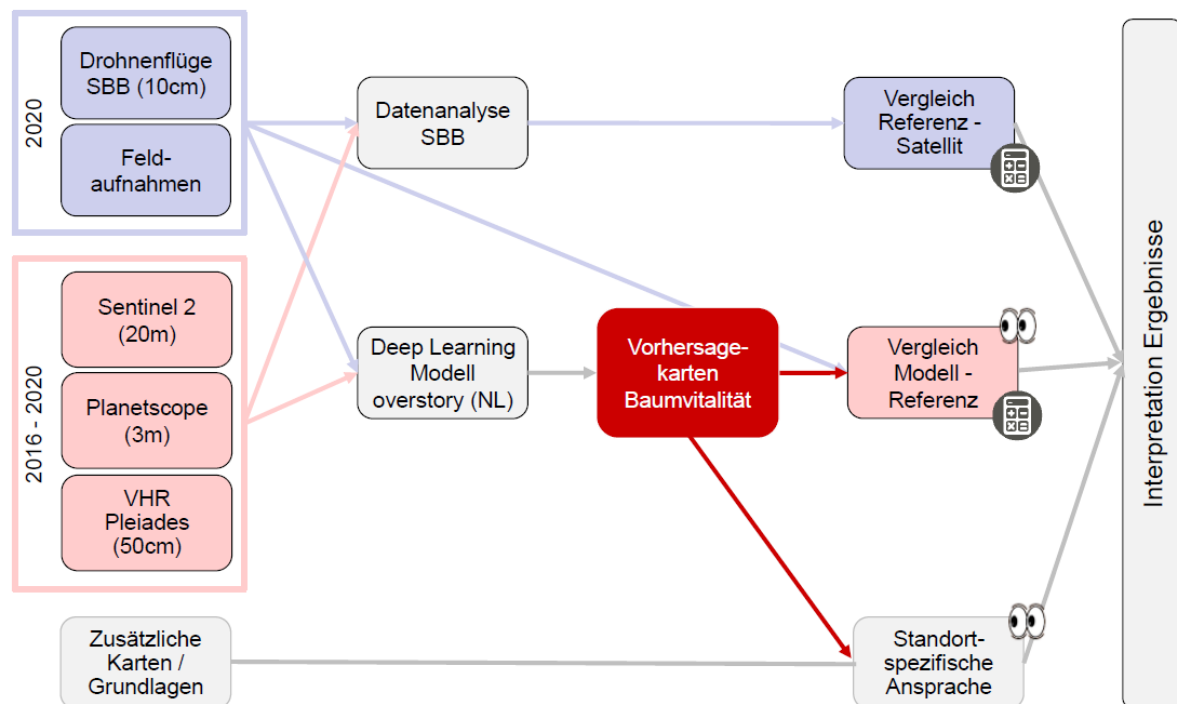 2020
Drohnenflüge
SBB (10cm)
Feld-
aufnahmen
Datenanalyse
SBB
Vergleich
Referenz -
Satellit
2016 - 2020
Sentinel 2
(20m)
Planetscope
(3m)
VHR
Pleiades
(50cm)
Deep Learning
Modell
overstory (NL)
Vorhersage-
karten
Baumvitalität
Vergleich
Modell -
Referenz
Zusätzliche
Karten /
Grundlagen
Standort-
spezifische
Ansprache
Interpretation Ergebnisse